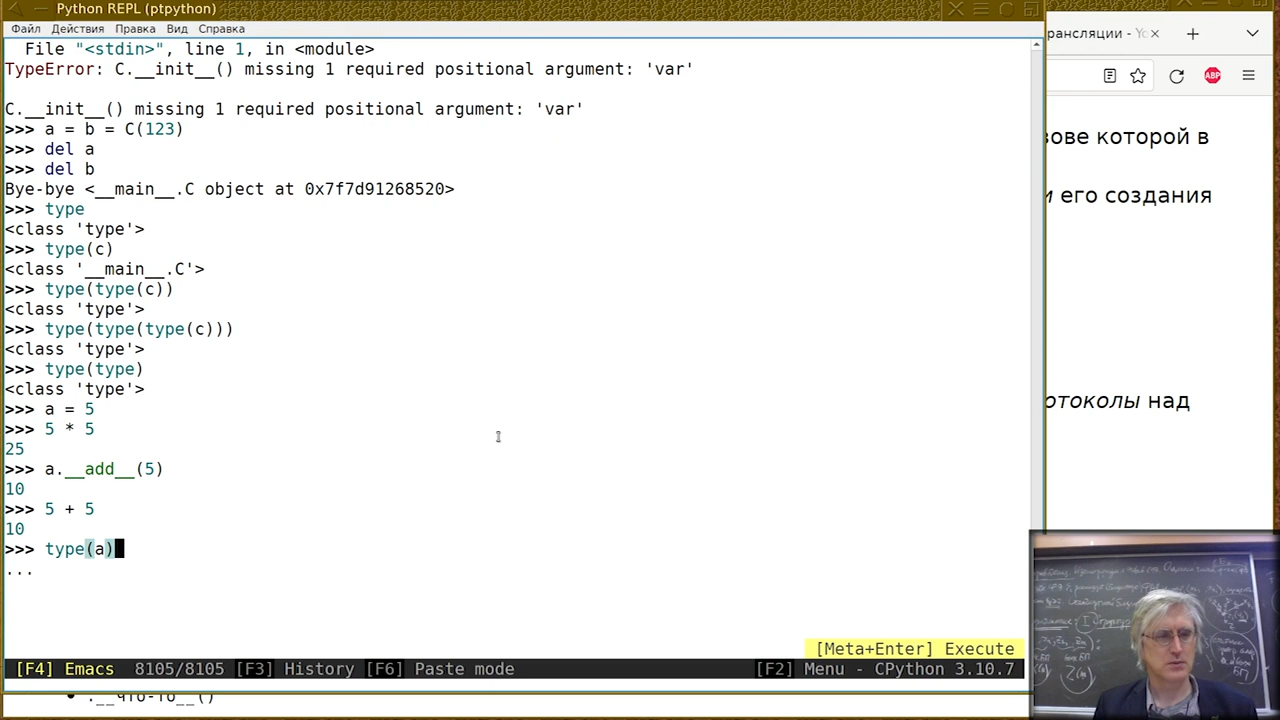 Python REPL (ptpython)
Файл Действия Правка Вид Справка
File "<stdin>", line 1, in <module>
TypeError: C.__init__() missing 1 required positional argument: 'var'
C.__init__() missing 1 required positional argument: 'var'
>>> a = b = C(123)
>>> del a
>>> del b
Bye-bye <__main__.C object at 0x7f7d91268520>
>>> type
<class 'type'>
>>> type(c)
<class '__main__.C'>
>>> type(type(c))
<class 'type'>
>>> type(type(type(c)))
<class 'type'>
>>> type(type)
<class 'type'>
>>> a = 5
>>> 5 * 5
25
>>> a.__add__(5)
10
>>> 5 + 5
10
>>> type(a)
...
[Meta+Enter] Execute
[F4] Emacs 8105/8105 [F3] History [F6] Paste mode [F2] Menu - CPython 3.10.7
рансляции - Yo
ABP
зове которой в
и его создания
отоколы над
.__что-то__()